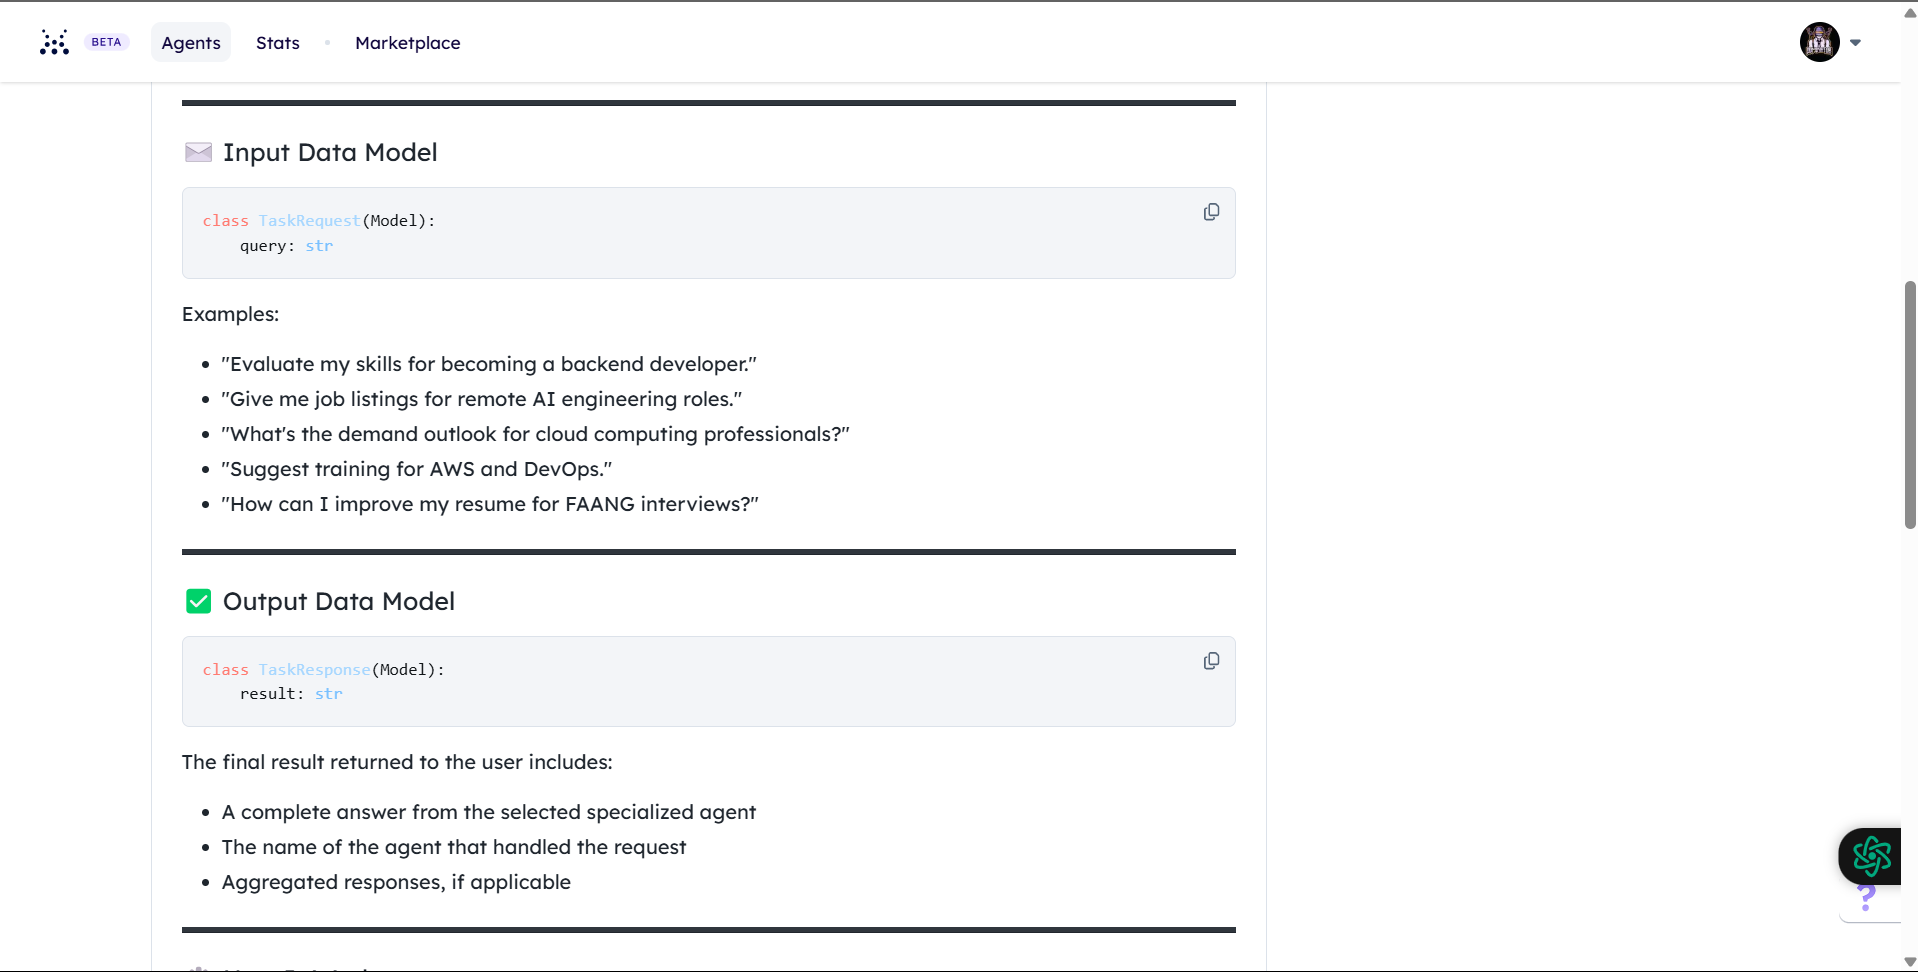 BETA
Agents
Stats
Marketplace
Input Data Model
class TaskRequest(Model):
query: str
Examples:
"Evaluate my skills for becoming a backend developer."
"Give me job listings for remote AI engineering roles."
"What's the demand outlook for cloud computing professionals?"
"Suggest training for AWS and DevOps."
"How can I improve my resume for FAANG interviews?"
Output Data Model
class TaskResponse(Model):
result: str
The final result returned to the user includes:
A complete answer from the selected specialized agent
The name of the agent that handled the request
Aggregated responses, if applicable
?